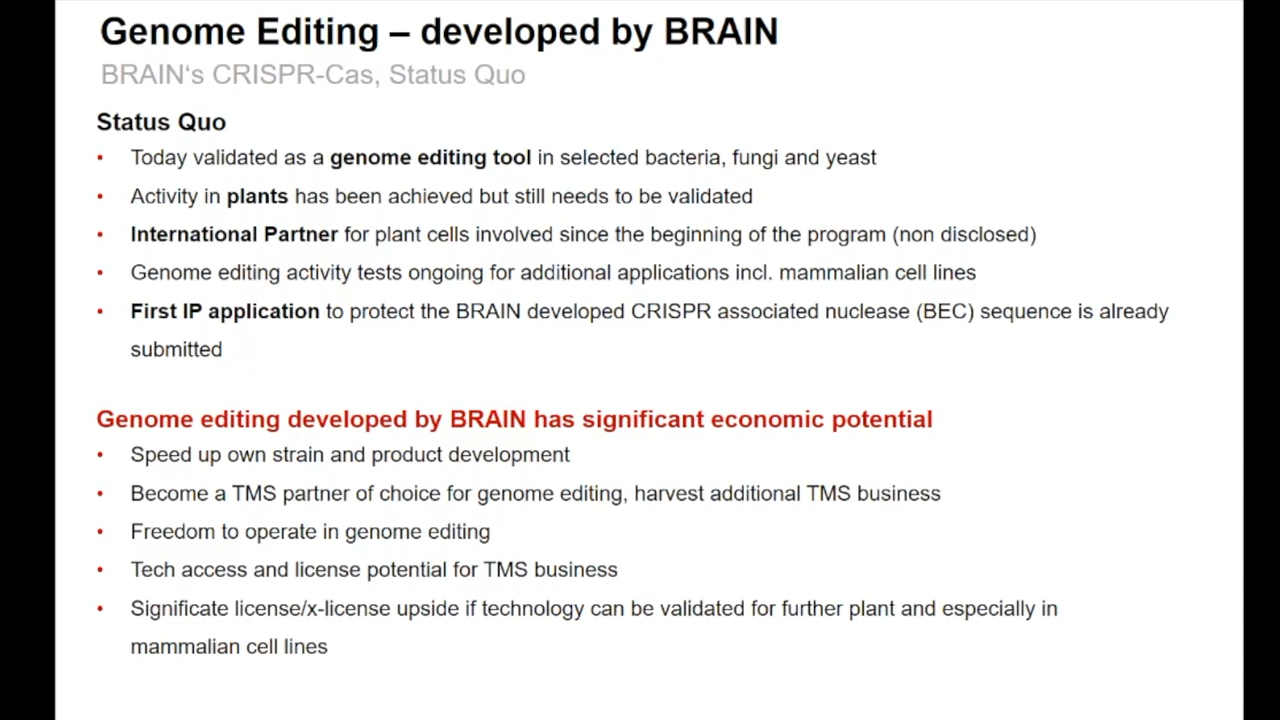 Genome Editing – developed by BRAIN
BRAIN‘s CRISPR-Cas, Status Quo
Status Quo
• Today validated as a genome editing tool in selected bacteria, fungi and yeast
• Activity in plants has been achieved but still needs to be validated
• International Partner for plant cells involved since the beginning of the program (non disclosed)
• Genome editing activity tests ongoing for additional applications incl. mammalian cell lines
• First IP application to protect the BRAIN developed CRISPR associated nuclease (BEC) sequence is already
submitted
Genome editing developed by BRAIN has significant economic potential
• Speed up own strain and product development
• Become a TMS partner of choice for genome editing, harvest additional TMS business
• Freedom to operate in genome editing
• Tech access and license potential for TMS business
• Significate license/x-license upside if technology can be validated for further plant and especially in
mammalian cell lines